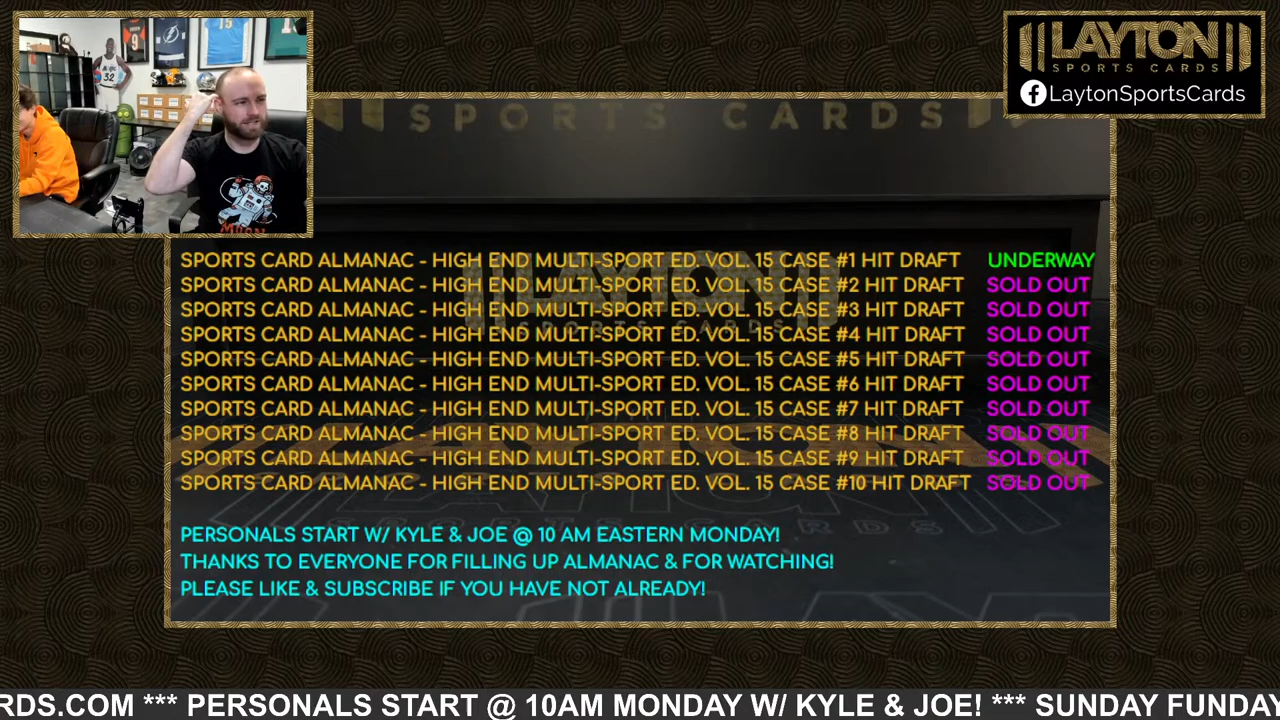 LAYTON
SPORTS CARDS
LaytonSportsCards
SPORTS CARDS
SPORTS CARD ALMANAC - HIGH END MULTI-SPORT ED. VOL. 15 CASE #1 HIT DRAFT UNDERWAY
SPORTS CARD ALMANAC - HIGH END MULTI-SPORT ED. VOL. 15 CASE #2 HIT DRAFT SOLD OUT
SPORTS CARD ALMANAC - HIGH END MULTI-SPORT ED. VOL. 15 CASE #3 HIT DRAFT SOLD OUT
SPORTS CARD ALMANAC - HIGH END MULTI-SPORT ED. VOL. 15 CASE #4 HIT DRAFT SOLD OUT
SPORTS CARD ALMANAC - HIGH END MULTI-SPORT ED. VOL. 15 CASE #5 HIT DRAFT SOLD OUT
SPORTS CARD ALMANAC - HIGH END MULTI-SPORT ED. VOL. 15 CASE #6 HIT DRAFT SOLD OUT
SPORTS CARD ALMANAC - HIGH END MULTI-SPORT ED. VOL. 15 CASE #7 HIT DRAFT SOLD OUT
SPORTS CARD ALMANAC - HIGH END MULTI-SPORT ED. VOL. 15 CASE #8 HIT DRAFT SOLD OUT
SPORTS CARD ALMANAC - HIGH END MULTI-SPORT ED. VOL. 15 CASE #9 HIT DRAFT SOLD OUT
SPORTS CARD ALMANAC - HIGH END MULTI-SPORT ED. VOL. 15 CASE #10 HIT DRAFT SOLD OUT
PERSONALS START W/ KYLE & JOE @ 10 AM EASTERN MONDAY!
THANKS TO EVERYONE FOR FILLING UP ALMANAC & FOR WATCHING!
PLEASE LIKE & SUBSCRIBE IF YOU HAVE NOT ALREADY!
RDS.COM *** PERSONALS START @ 10AM MONDAY W/ KYLE & JOE! *** SUNDAY FUNDAY